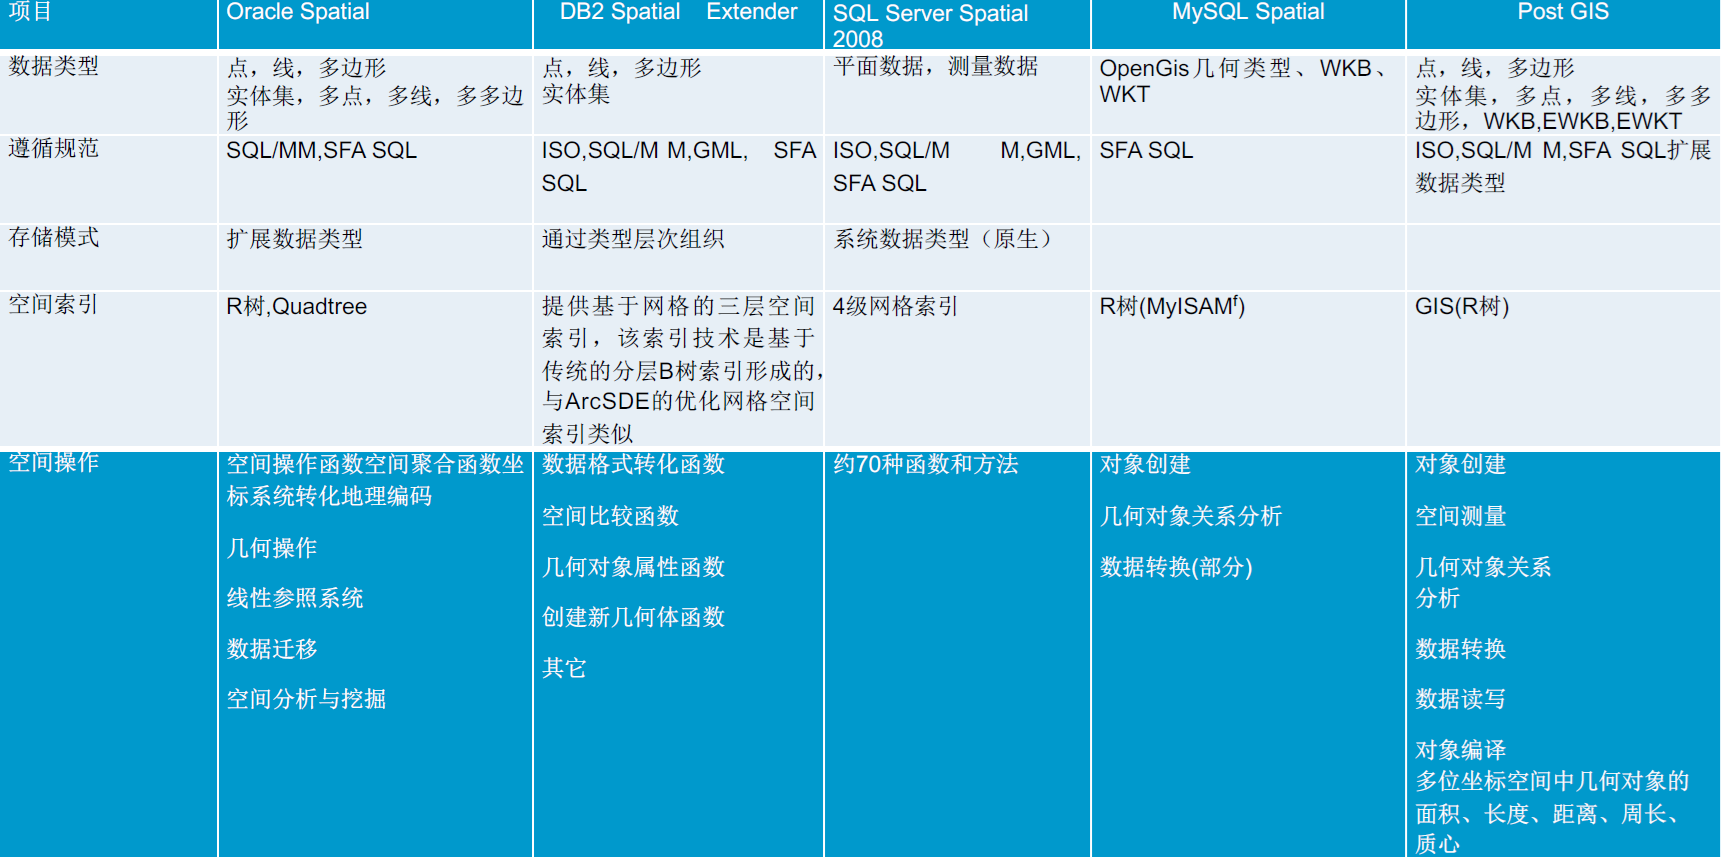 项目
Oracle Spatial
DB2 Spatial Extender
SQL Server Spatial
2008
MySQL Spatial
Post GIS
数据类型
点，线，多边形
实体集，多点，多线，多多边
形
点，线，多边形
实体集
平面数据，测量数据
OpenGis几何类型、WKB、
WKT
点，线，多边形
实体集，多点，多线，多多
边形，WKB,EWKB,EWKT
遵循规范
SQL/MM,SFA SQL
ISO,SQL/M M,GML, SFA
SQL
ISO,SQL/M M,GML,
SFA SQL
SFA SQL
ISO,SQL/M M,SFA SQL扩展
数据类型
存储模式
扩展数据类型
通过类型层次组织
系统数据类型（原生）
空间索引
R树,Quadtree
提供基于网格的三层空间
索引，该索引技术是基于
传统的分层B树索引形成的，
与ArcSDE的优化网格空间
索引类似
4级网格索引
R树(MyISAMf)
GIS(R树)
空间操作
空间操作函数空间聚合函数坐
标系统转化地理编码
几何操作
线性参照系统
数据迁移
空间分析与挖掘
数据格式转化函数
空间比较函数
几何对象属性函数
创建新几何体函数
其它
约70种函数和方法
对象创建
几何对象关系分析
数据转换(部分)
对象创建
空间测量
几何对象关系
分析
数据转换
数据读写
对象编译
多位坐标空间中几何对象的
面积、长度、距离、周长、
质心